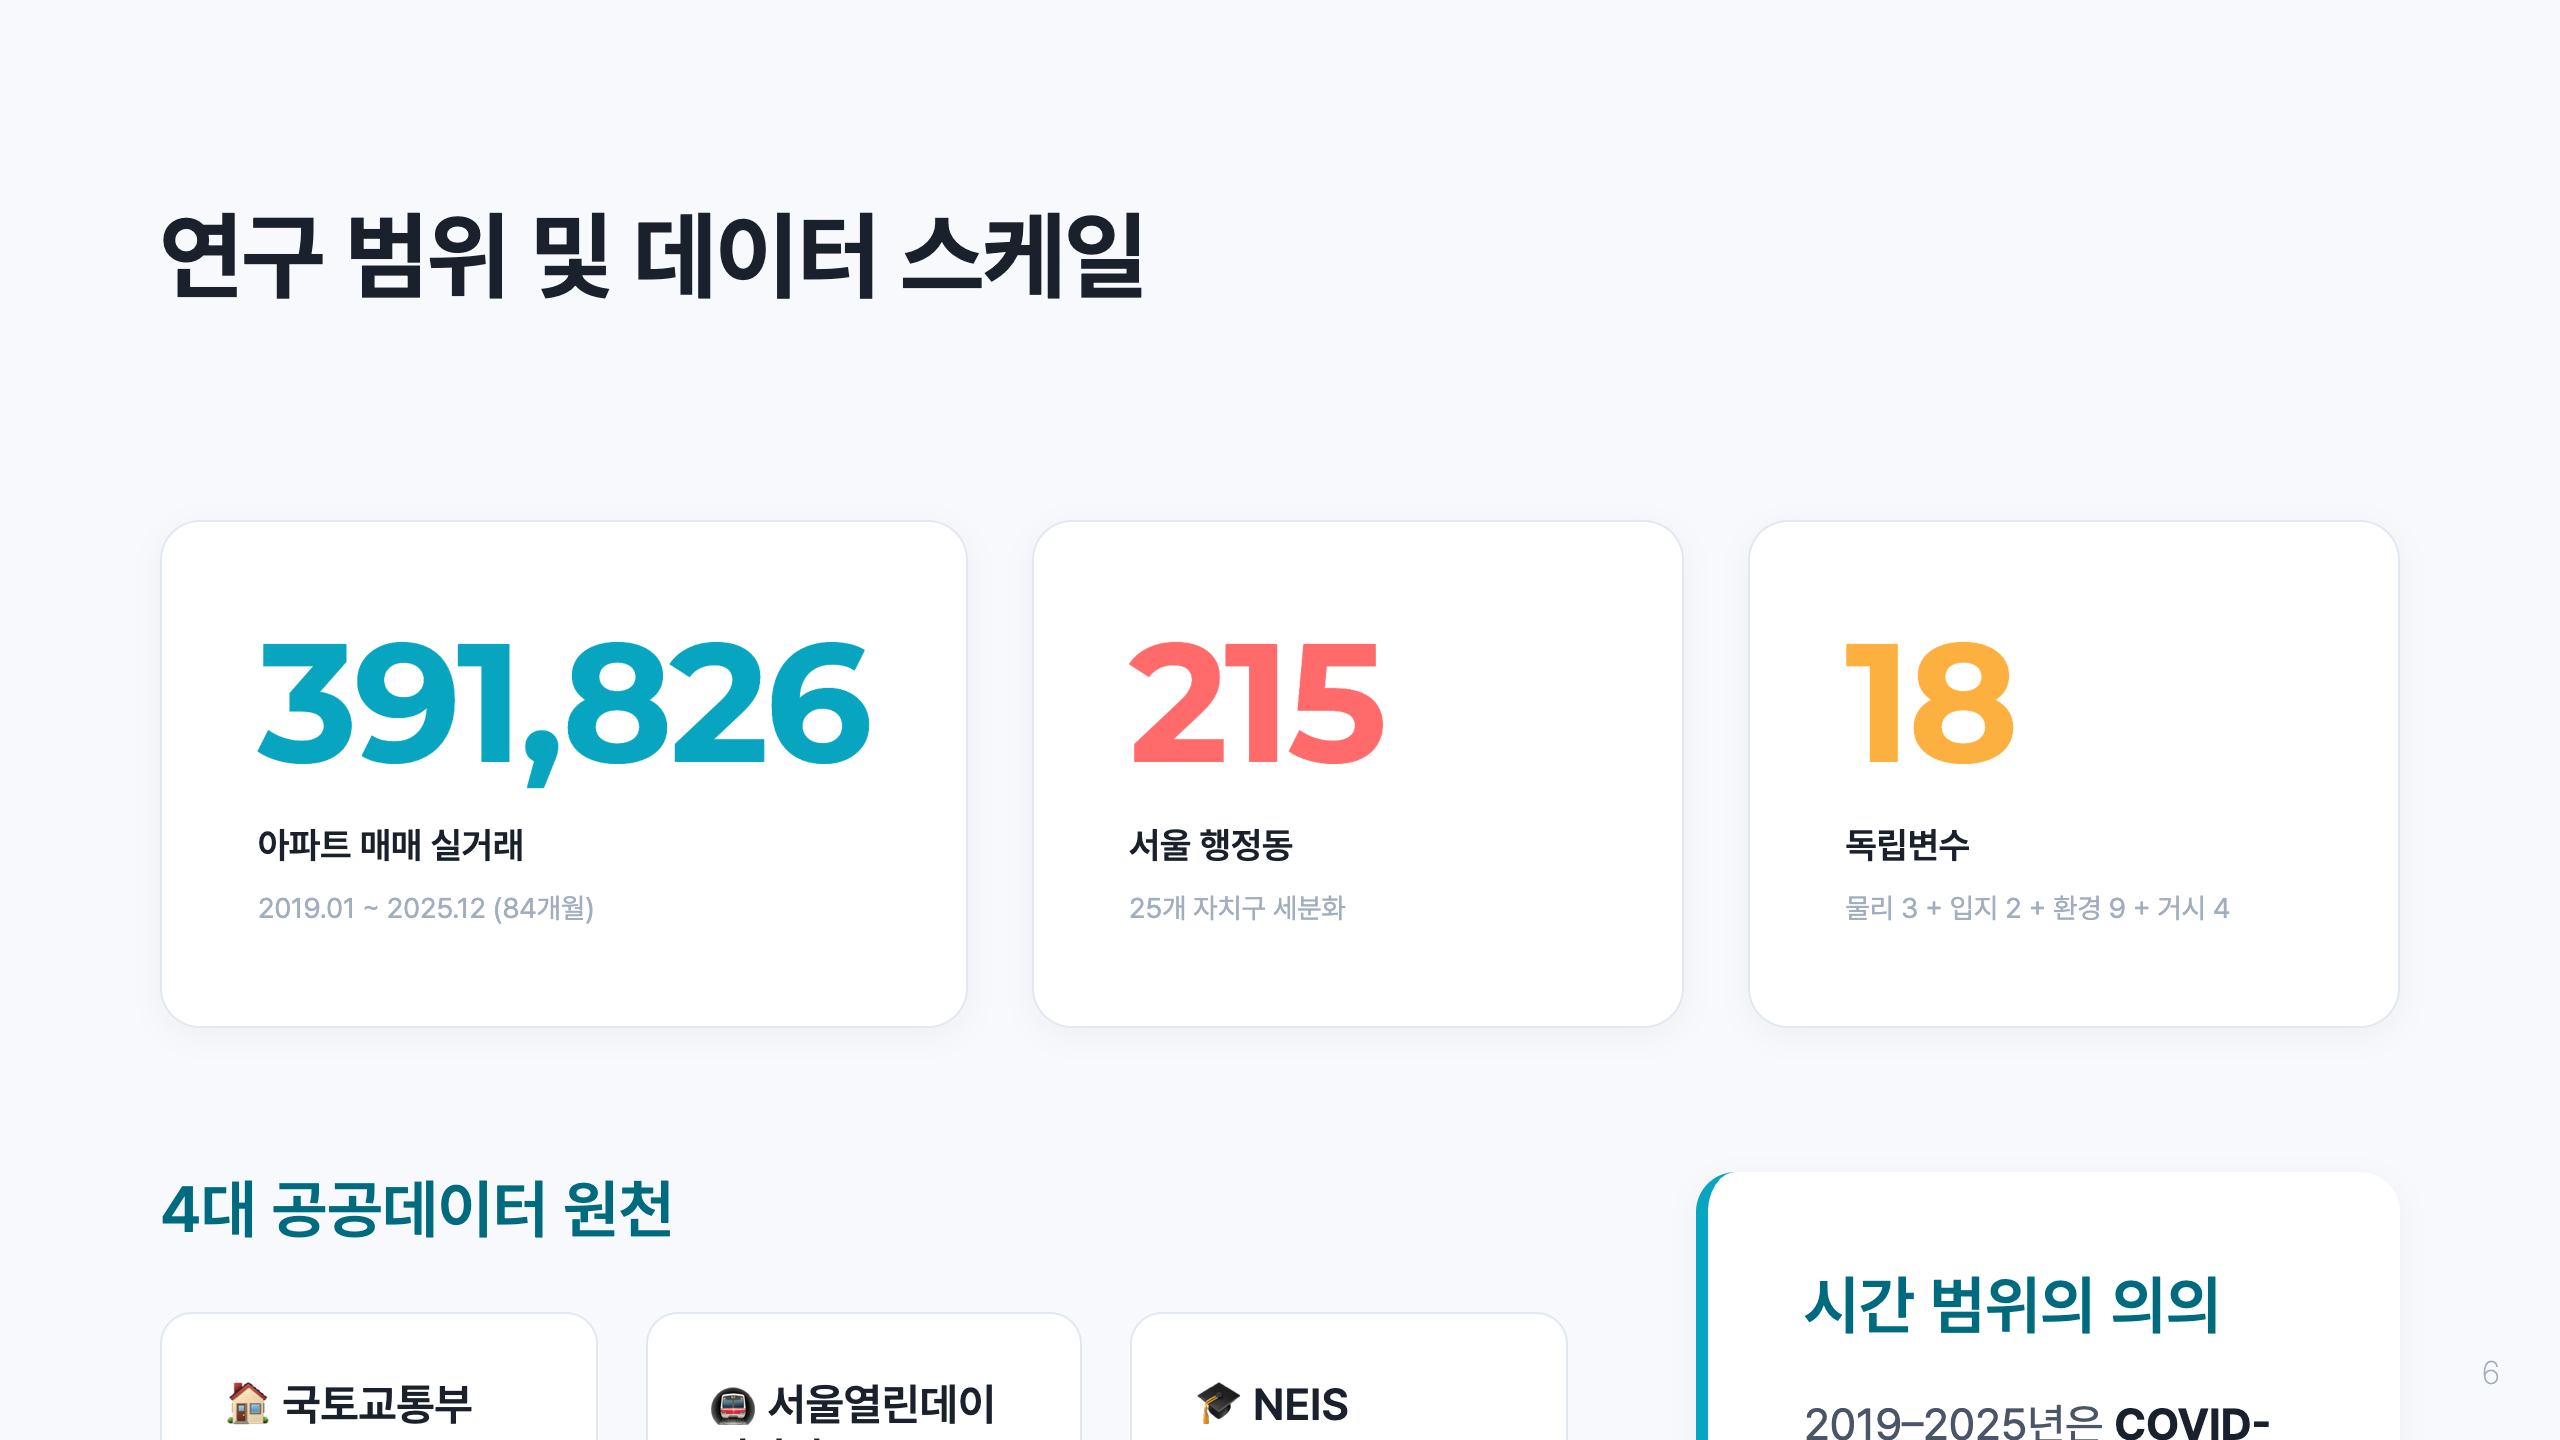 연구 범위 및 데이터 스케일
391,826
아파트 매매 실거래
2019.01 ~ 2025.12 (84개월)
215
서울 행정동
25개 자치구 세분화
18
독립변수
물리 3 + 입지 2 + 환경 9 + 거시 4
4대 공공데이터 원천
국토교통부
서울열린데이
NEIS
시간 범위의 의의
2019–2025년은 COVID-
6